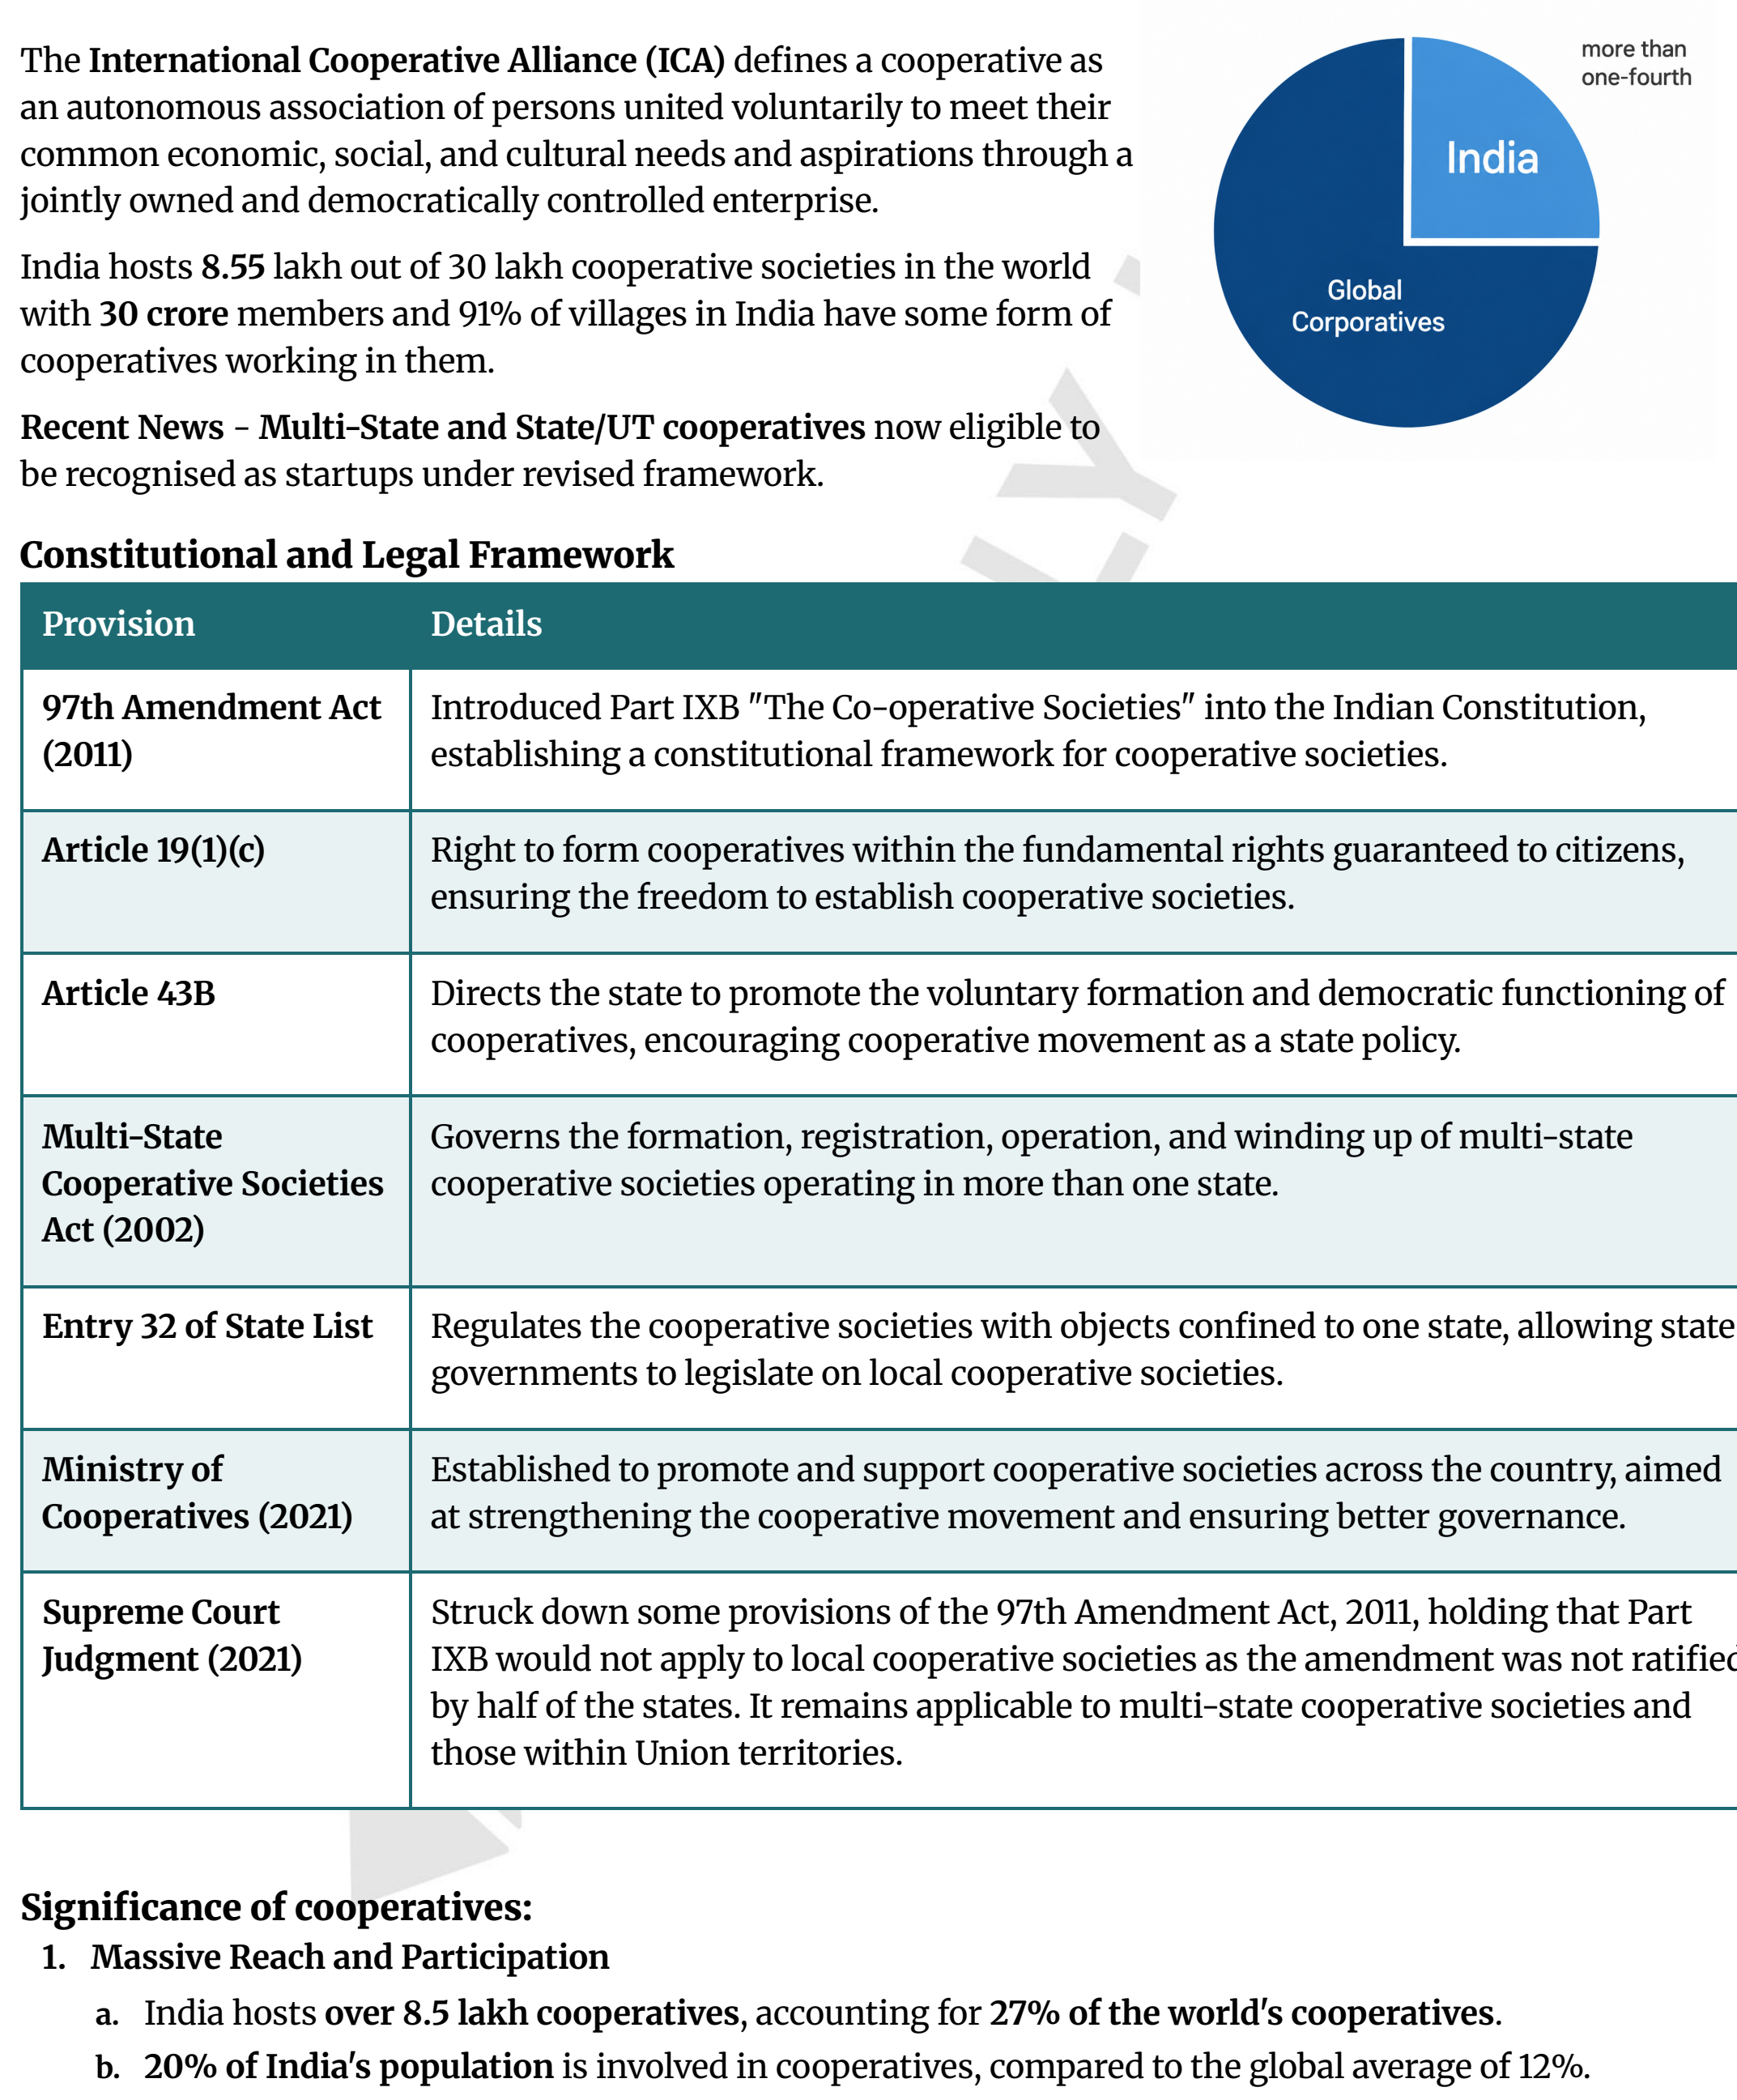 The International Cooperative Alliance (ICA) defines a cooperative as
an autonomous association of persons united voluntarily to meet their
common economic, social, and cultural needs and aspirations through a
jointly owned and democratically controlled enterprise.
India hosts 8.55 lakh out of 30 lakh cooperative societies in the world
with 30 crore members and 91% of villages in India have some form of
cooperatives working in them.
Recent News - Multi-State and State/UT cooperatives now eligible to
be recognised as startups under revised framework.
more than
one-fourth
India
Global
Corporatives
Constitutional and Legal Framework
Provision
Details
97th Amendment Act
(2011)
Introduced Part IXB "The Co-operative Societies" into the Indian Constitution,
establishing a constitutional framework for cooperative societies.
Article 19(1)(c)
Right to form cooperatives within the fundamental rights guaranteed to citizens,
ensuring the freedom to establish cooperative societies.
Article 43B
Directs the state to promote the voluntary formation and democratic functioning of
cooperatives, encouraging cooperative movement as a state policy.
Multi-State
Cooperative Societies
Act (2002)
Governs the formation, registration, operation, and winding up of multi-state
cooperative societies operating in more than one state.
Entry 32 of State List
Regulates the cooperative societies with objects confined to one state, allowing state
governments to legislate on local cooperative societies.
Ministry of
Cooperatives (2021)
Established to promote and support cooperative societies across the country, aimed
at strengthening the cooperative movement and ensuring better governance.
Supreme Court
Judgment (2021)
Struck down some provisions of the 97th Amendment Act, 2011, holding that Part
IXB would not apply to local cooperative societies as the amendment was not ratified
by half of the states. It remains applicable to multi-state cooperative societies and
those within Union territories.
Significance of cooperatives:
1. Massive Reach and Participation
a. India hosts over 8.5 lakh cooperatives, accounting for 27% of the world's cooperatives.
b. 20% of India's population is involved in cooperatives, compared to the global average of 12%.